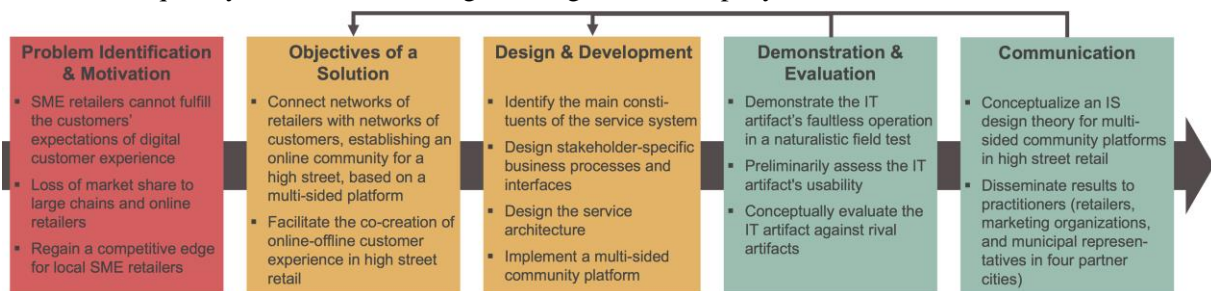 Problem Identification
& Motivation
▪ SME retailers cannot fulfill
the customers'
expectations of digital
customer experience
▪ Loss of market share to
large chains and online
retailers
▪ Regain a competitive edge
for local SME retailers
Objectives of a
Solution
▪ Connect networks of
retailers with networks of
customers, establishing an
online community for a
high street, based on a
multi-sided platform
▪ Facilitate the co-creation of
online-offline customer
experience in high street
retail
Design & Development
▪ Identify the main consti-
tuents of the service system
▪ Design stakeholder-specific
business processes and
interfaces
▪ Design the service
architecture
▪ Implement a multi-sided
community platform
Demonstration &
Evaluation
▪ Demonstrate the IT
artifact's faultless operation
in a naturalistic field test
▪ Preliminarily assess the IT
artifact's usability
▪ Conceptually evaluate the
IT artifact against rival
artifacts
Communication
▪ Conceptualize an IS
design theory for multi-
sided community platforms
in high street retail
▪ Disseminate results to
practitioners (retailers,
marketing organizations,
and municipal represen-
tatives in four partner
cities)